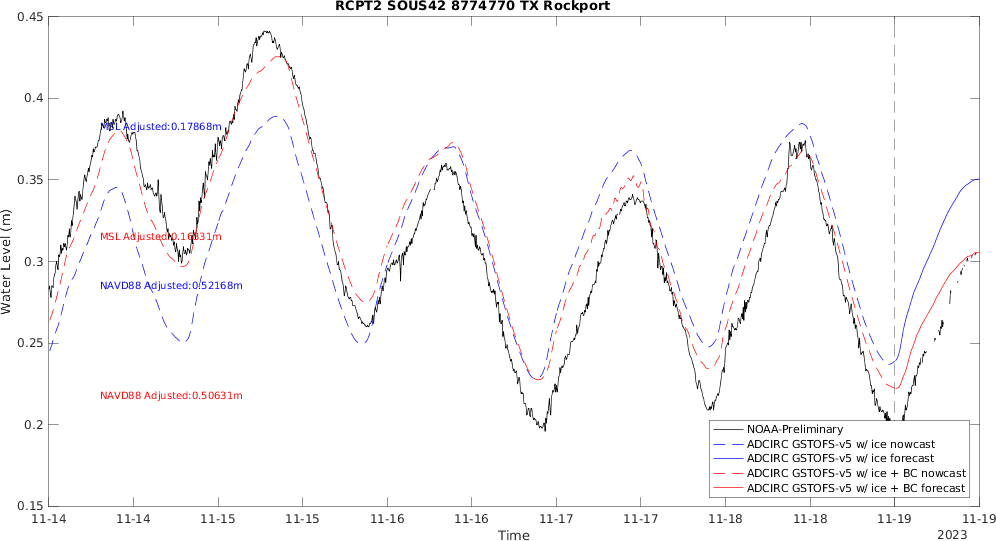 RCPT2 SOUS42 8774770 TX Rockport
Water Level (m)
0.45
0.4
0.35
0.3
0.25
0.2
0.15
MSL Adjusted:0.17868m
MSL Adjusted:0.16331m
NAVD88 Adjusted:0.52168m
NAVD88 Adjusted:0.50631m
NOAA-Preliminary
ADCIRC GSTOFS-v5 w/ ice nowcast
ADCIRC GSTOFS-v5 w/ ice forecast
ADCIRC GSTOFS-v5 w/ ice + BC nowcast
ADCIRC GSTOFS-v5 w/ ice + BC forecast
11-14 11-14 11-15 11-15 11-16 11-16 11-17 11-17 11-18 11-18 11-19 11-19
Time
2023